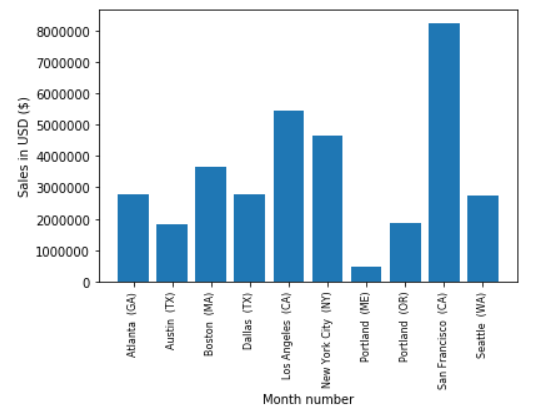 8000000
7000000
6000000
5000000
4000000
3000000
2000000
1000000
0
Sales in USD ($)
Atlanta (GA)
Austin (TX)
Boston (MA)
Dallas (TX)
Los Angeles (CA)
New York City (NY)
Portland (ME)
Portland (OR)
San Francisco (CA)
Seattle (WA)
Month number